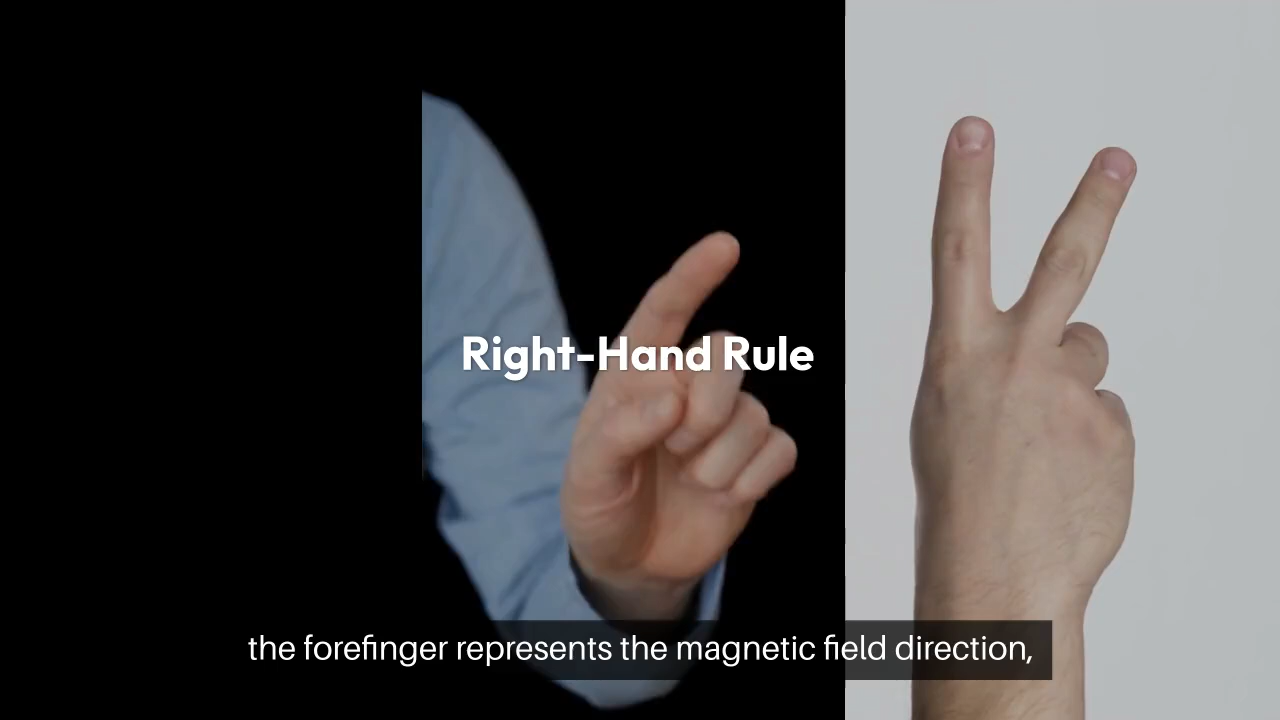 Right-Hand Rule
the forefinger represents the magnetic field direction,